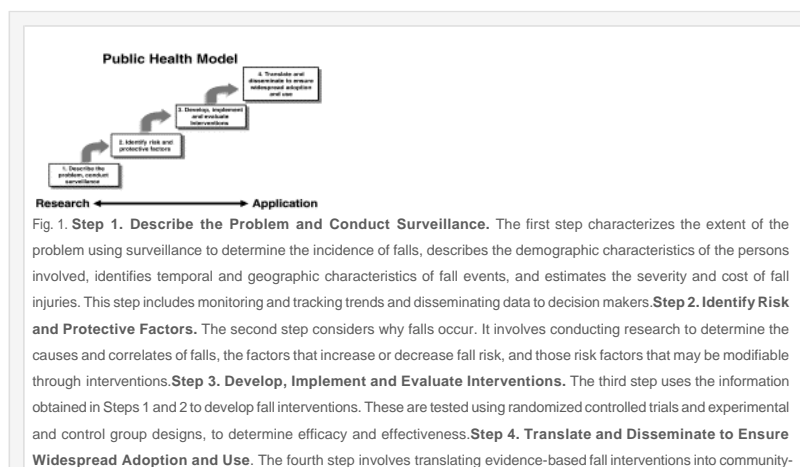 Public Health Model
4. Translate and
disseminate to ensure
widespread adoption
and use
3. Develop, implement
and evaluate
interventions
2. Identify risk and
protective factors
1. Describe the
problem, conduct
surveillance
Research
Application
Fig. 1. Step 1. Describe the Problem and Conduct Surveillance. The first step characterizes the extent of the
problem using surveillance to determine the incidence of falls, describes the demographic characteristics of the persons
involved, identifies temporal and geographic characteristics of fall events, and estimates the severity and cost of fall
injuries. This step includes monitoring and tracking trends and disseminating data to decision makers.Step 2. Identify Risk
and Protective Factors. The second step considers why falls occur. It involves conducting research to determine the
causes and correlates of falls, the factors that increase or decrease fall risk, and those risk factors that may be modifiable
through interventions.Step 3. Develop, Implement and Evaluate Interventions. The third step uses the information
obtained in Steps 1 and 2 to develop fall interventions. These are tested using randomized controlled trials and experimental
and control group designs, to determine efficacy and effectiveness.Step 4. Translate and Disseminate to Ensure
Widespread Adoption and Use. The fourth step involves translating evidence-based fall interventions into community-